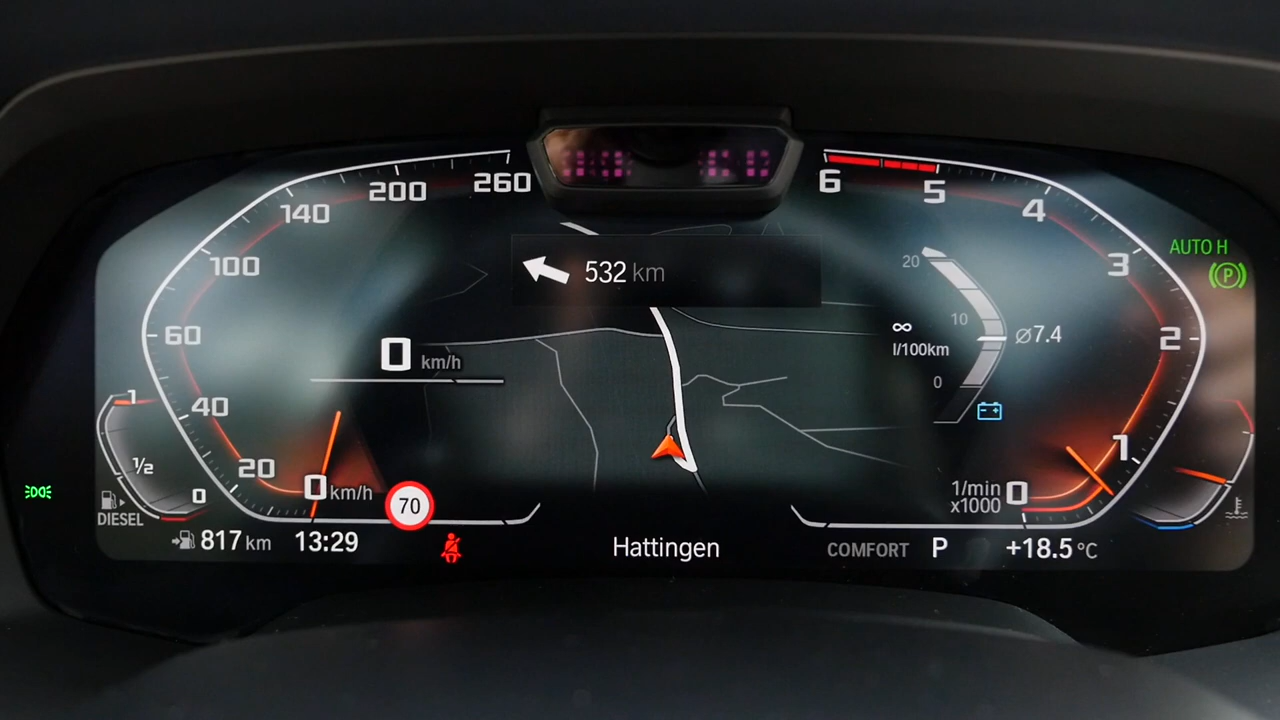 260
200
140
100
60
40
20
0 km/h
0 km/h
70
1
1/2
0
DIESEL
817 km
13:29
532 km
Hattingen
6
5
4
3
2
1
0
1/min
x1000
20
10
0
∞
l/100km
⌀7.4
AUTO H
P
COMFORT P
+18.5 °C